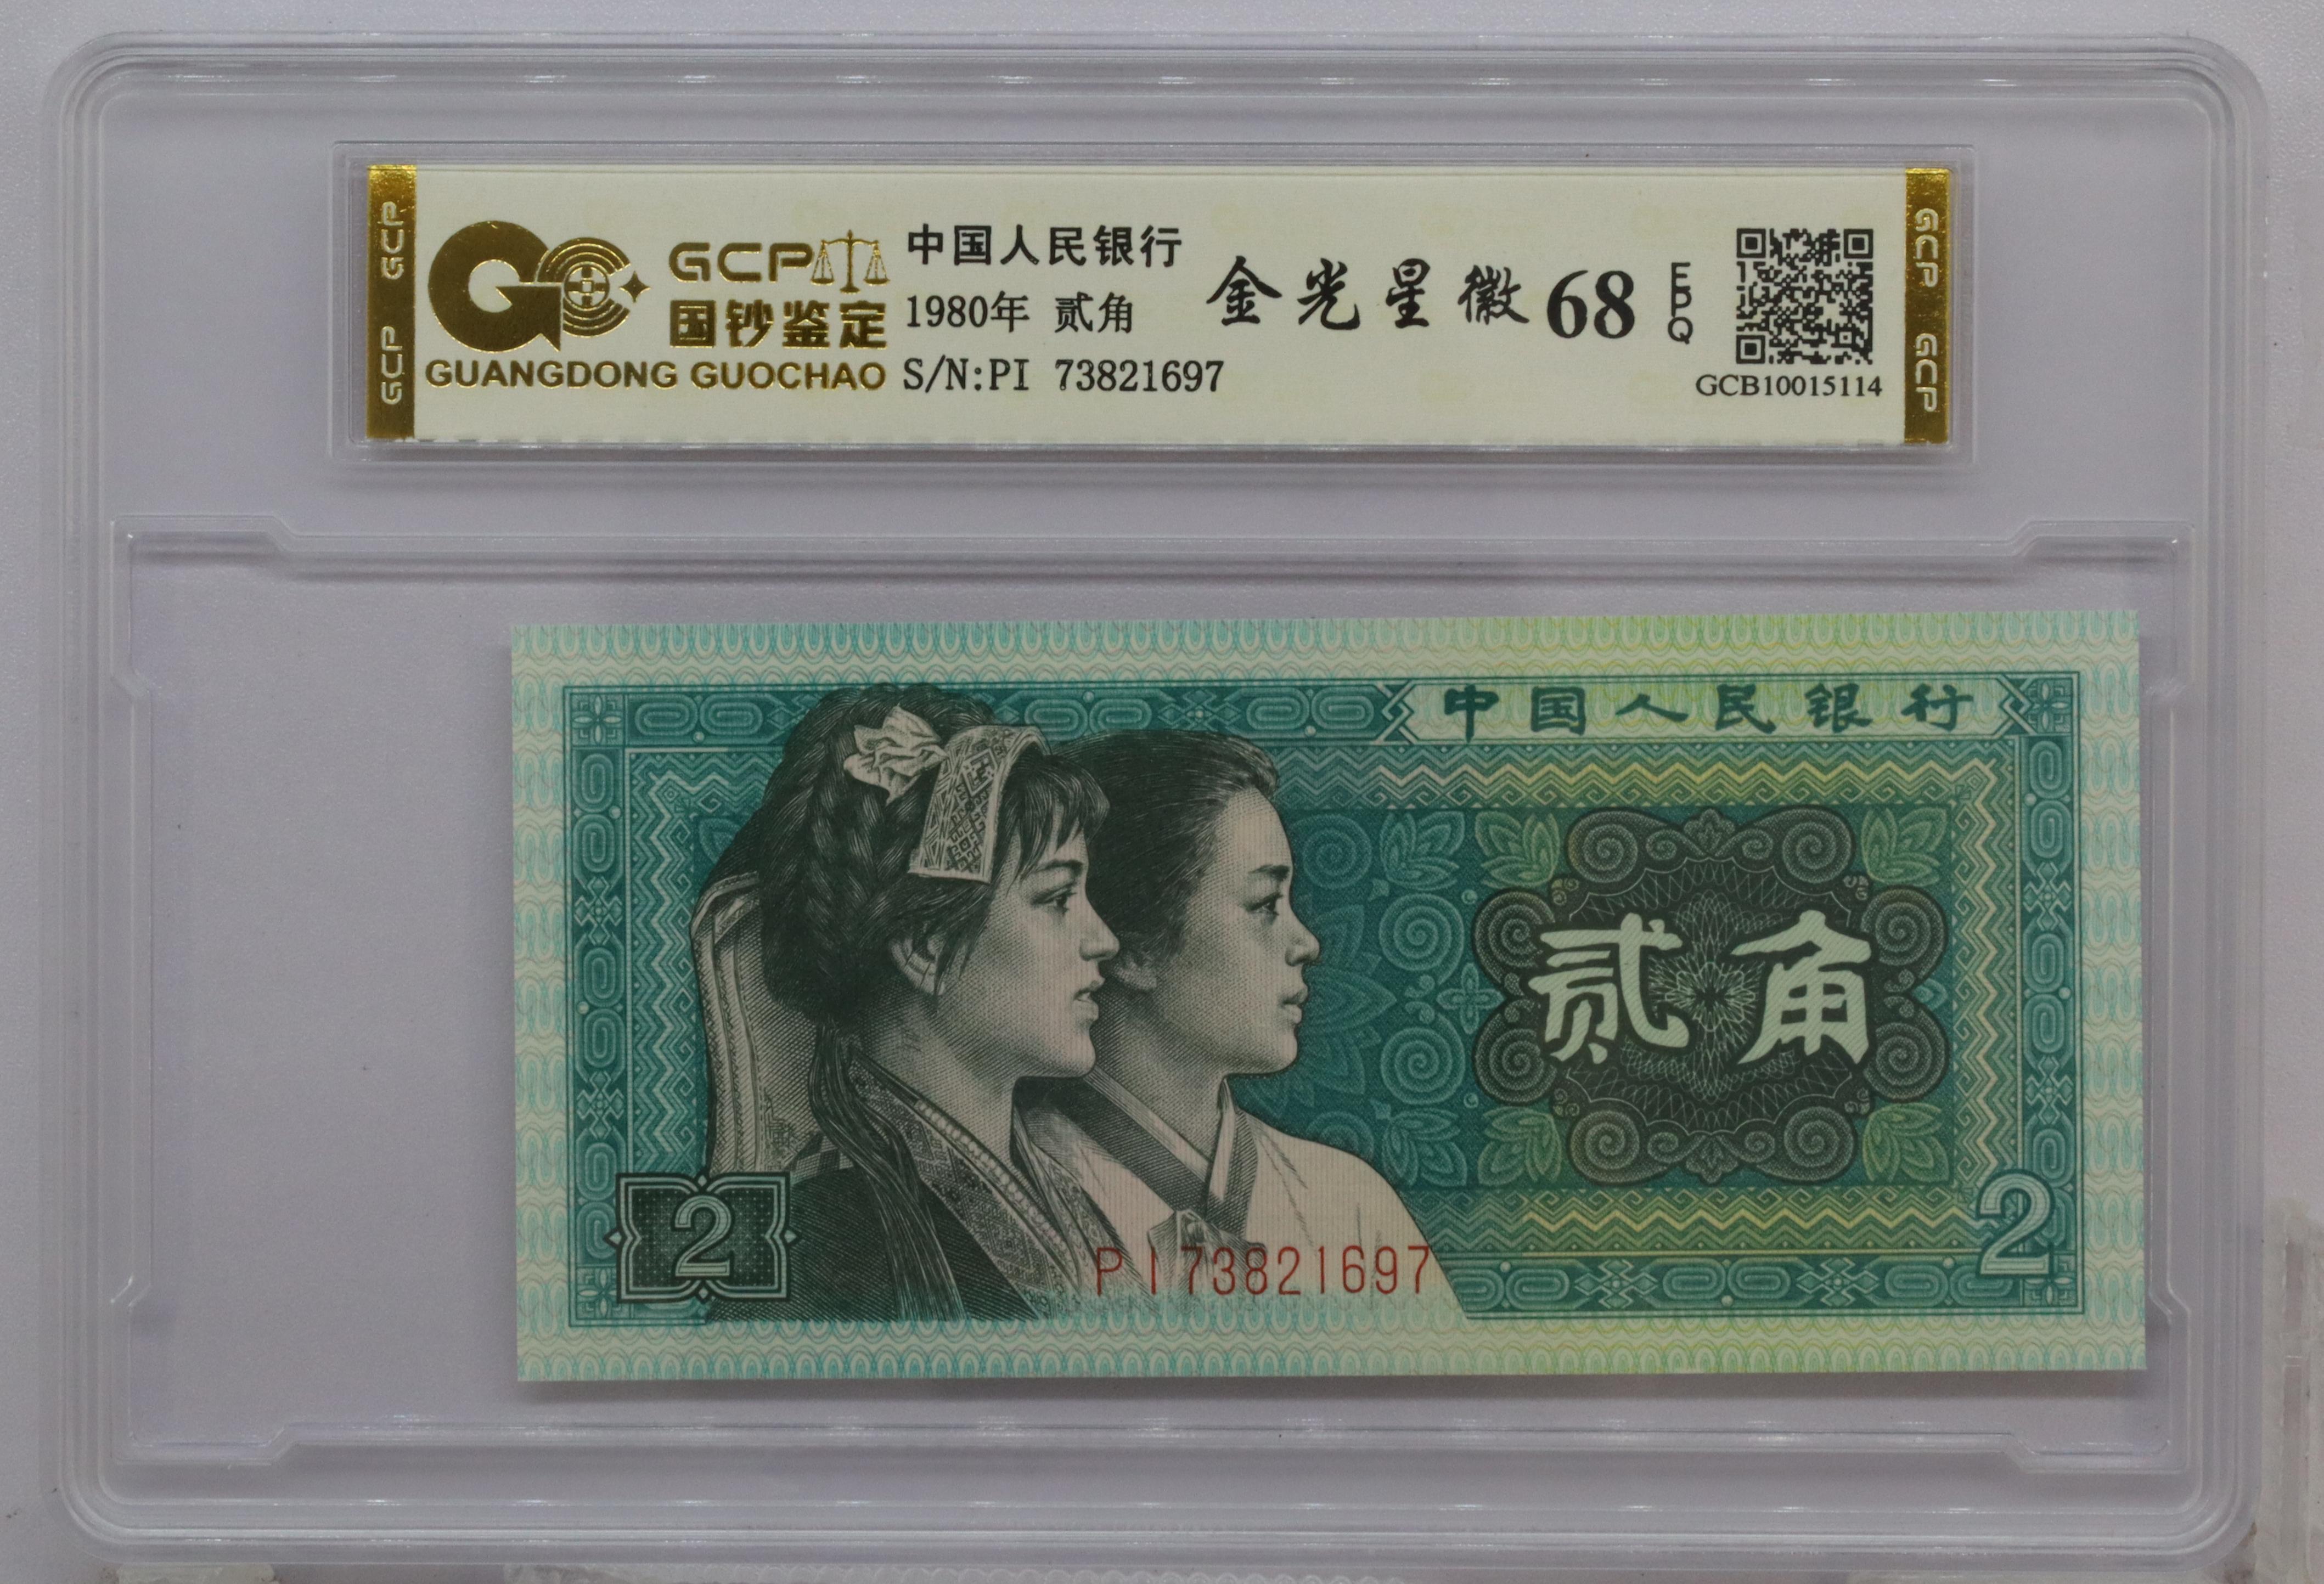 GCP GCP
GCP
国钞鉴定
GUANGDONG GUOCHAO
中国人民银行
1980年 贰角
S/N:PI 73821697
金光星徽 68 EPQ
GCB10015114
GCP GCP
中国人民银行
贰角
2
PI73821697
2